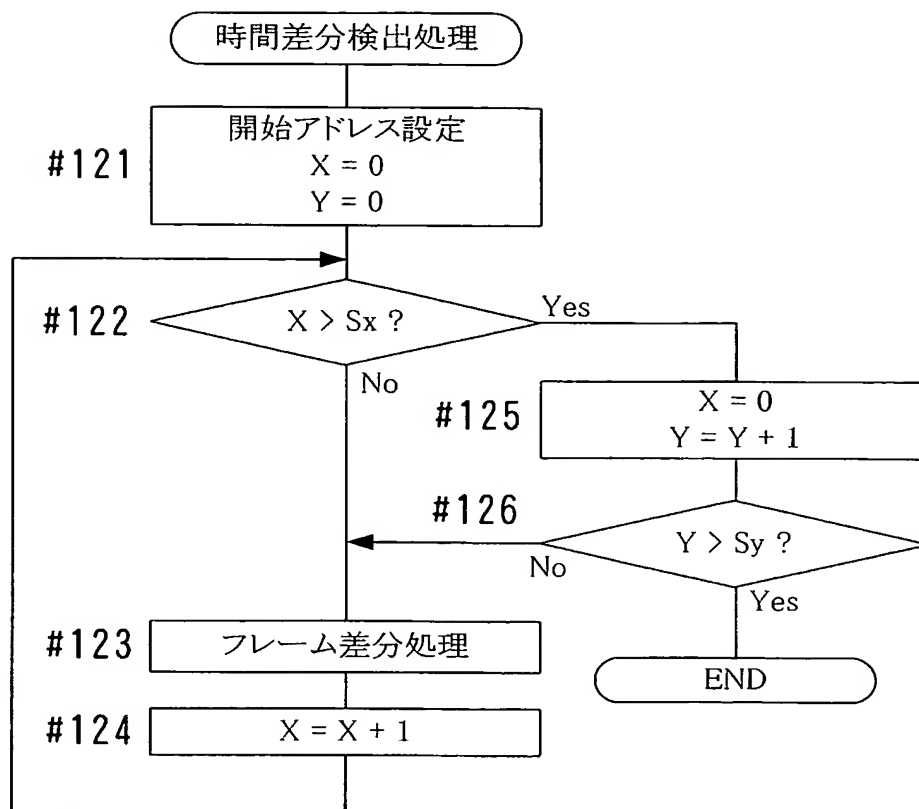 時間差分検出処理
#121
開始アドレス設定
X = 0
Y = 0
#122
X > Sx ?
Yes
No
#125
X = 0
Y = Y + 1
#126
Y > Sy ?
No
Yes
#123
フレーム差分処理
END
#124
X = X + 1